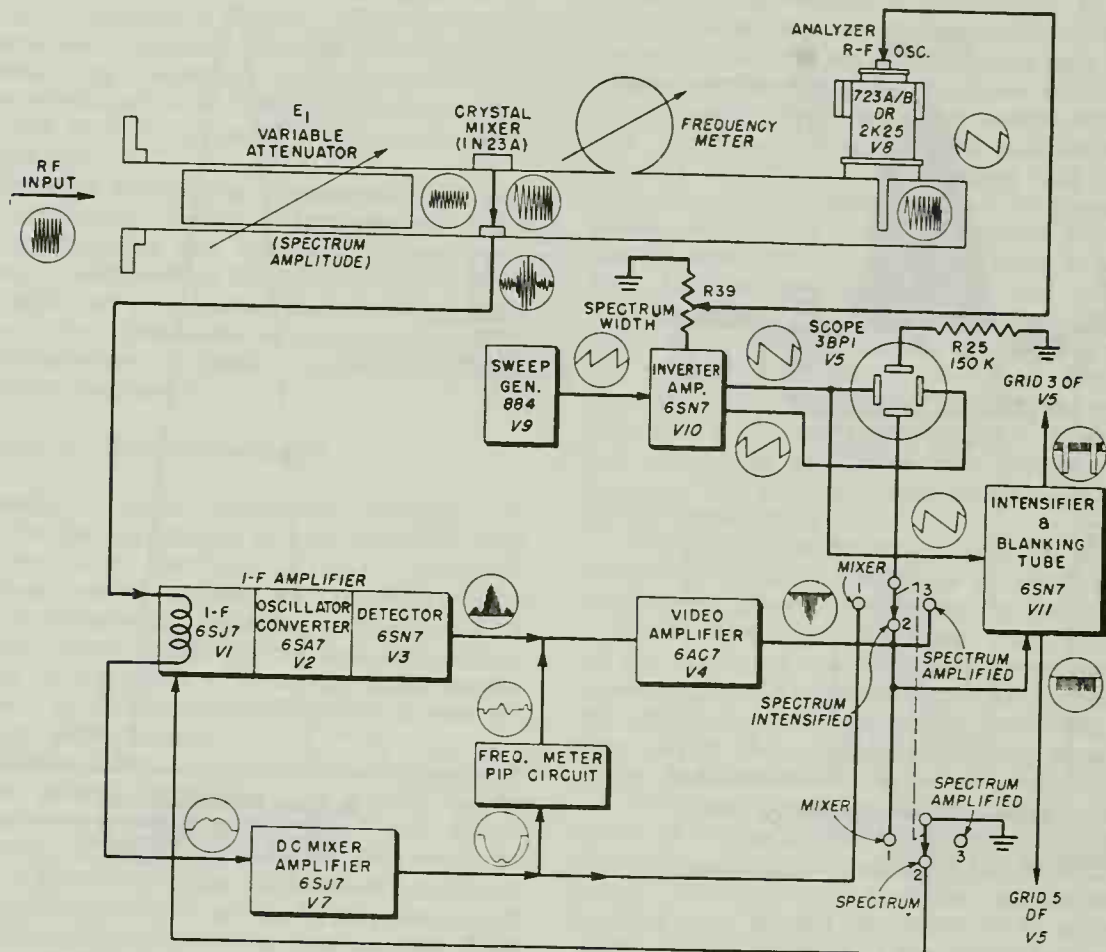 ANALYZER
R-F OSC.
723A/B
OR
2K25
V8
E1
VARIABLE
ATTENUATOR
CRYSTAL
MIXER
(1N23A)
FREQUENCY
METER
RF
INPUT
(SPECTRUM
AMPLITUDE)
R39
SPECTRUM
WIDTH
SCOPE
3BP1
V5
R25
150 K
GRID 3 OF
V5
SWEEP
GEN.
884
V9
INVERTER
AMP.
6SN7
V10
INTENSIFIER
&
BLANKING
TUBE
6SN7
V11
I-F AMPLIFIER
I-F
6SJ7
V1
OSCILLATOR
CONVERTER
6SA7
V2
DETECTOR
6SN7
V3
VIDEO
AMPLIFIER
6AC7
V4
MIXER
1
3
2
SPECTRUM
AMPLIFIED
SPECTRUM
INTENSIFIED
FREQ. METER
PIP CIRCUIT
SPECTRUM
AMPLIFIED
MIXER
1
3
2
SPECTRUM
DC MIXER
AMPLIFIER
6SJ7
V7
GRID 5
OF
V5